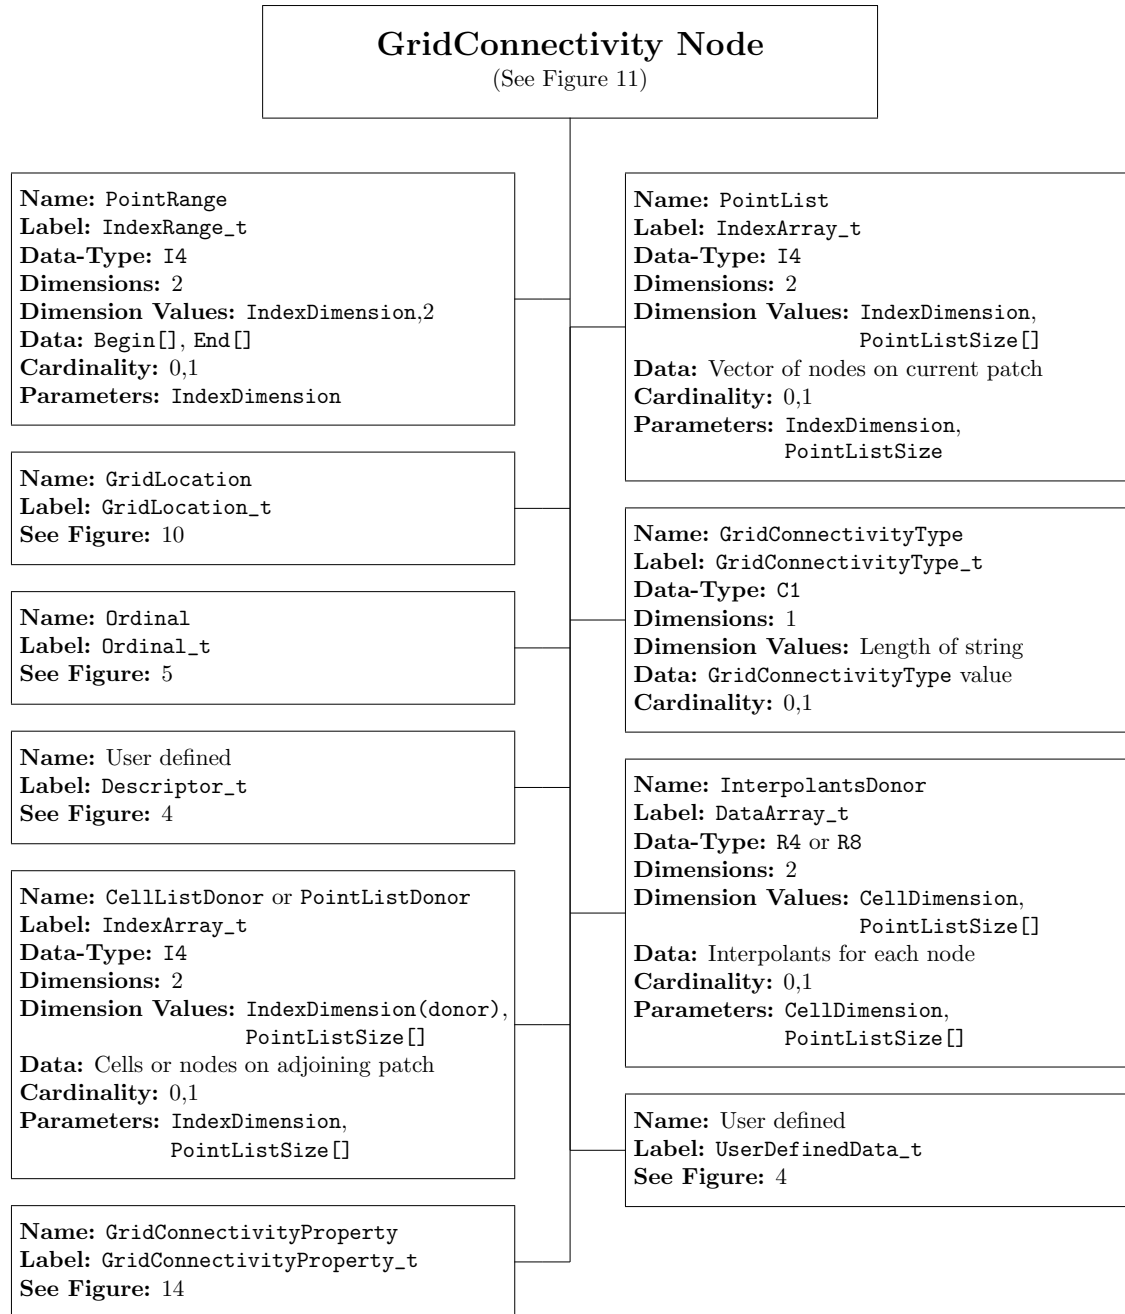 GridConnectivity Node
(See Figure 11)
Name: PointRange
Label: IndexRange_t
Data-Type: I4
Dimensions: 2
Dimension Values: IndexDimension,2
Data: Begin[], End[]
Cardinality: 0,1
Parameters: IndexDimension
Name: GridLocation
Label: GridLocation_t
See Figure: 10
Name: Ordinal
Label: Ordinal_t
See Figure: 5
Name: User defined
Label: Descriptor_t
See Figure: 4
Name: CellListDonor or PointListDonor
Label: IndexArray_t
Data-Type: I4
Dimensions: 2
Dimension Values: IndexDimension(donor),
PointListSize[]
Data: Cells or nodes on adjoining patch
Cardinality: 0,1
Parameters: IndexDimension,
PointListSize[]
Name: GridConnectivityProperty
Label: GridConnectivityProperty_t
See Figure: 14
Name: PointList
Label: IndexArray_t
Data-Type: I4
Dimensions: 2
Dimension Values: IndexDimension,
PointListSize[]
Data: Vector of nodes on current patch
Cardinality: 0,1
Parameters: IndexDimension,
PointListSize
Name: GridConnectivityType
Label: GridConnectivityType_t
Data-Type: C1
Dimensions: 1
Dimension Values: Length of string
Data: GridConnectivityType value
Cardinality: 0,1
Name: InterpolantsDonor
Label: DataArray_t
Data-Type: R4 or R8
Dimensions: 2
Dimension Values: CellDimension,
PointListSize[]
Data: Interpolants for each node
Cardinality: 0,1
Parameters: CellDimension,
PointListSize[]
Name: User defined
Label: UserDefinedData_t
See Figure: 4